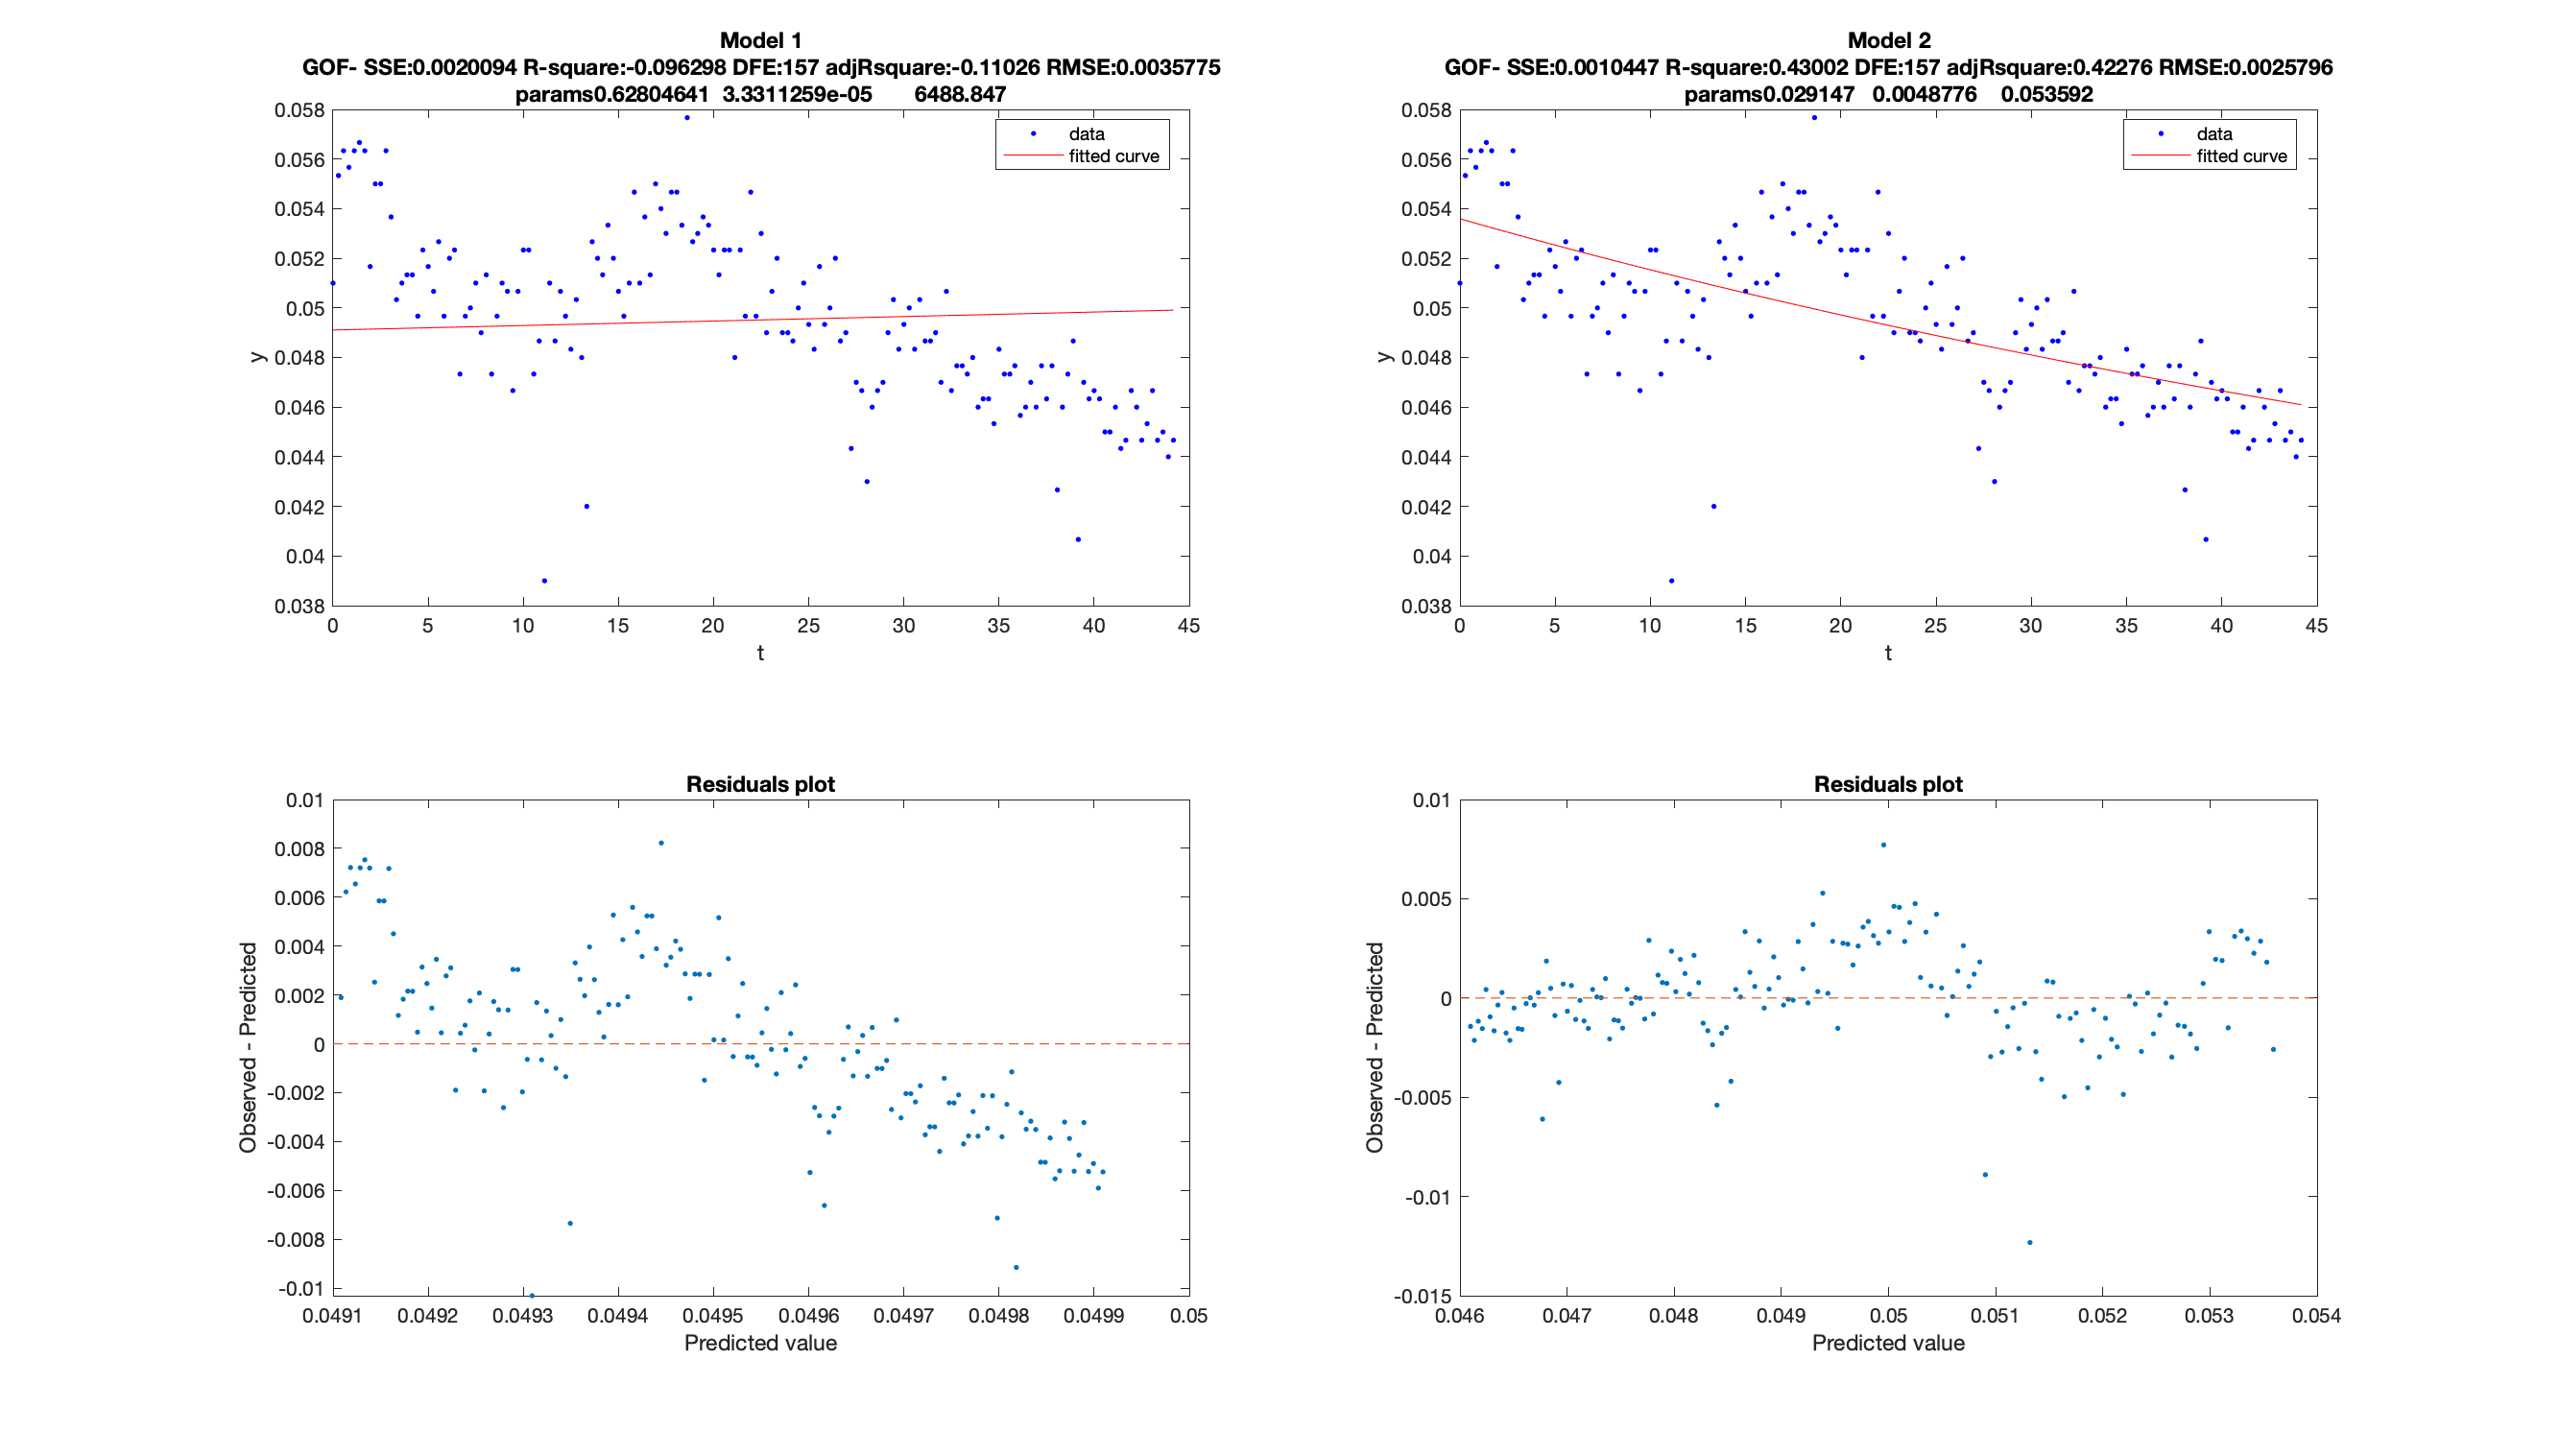 Model 1
GOF- SSE:0.0020094 R-square:-0.096298 DFE:157 adjRsquare:-0.11026 RMSE:0.0035775
params0.62804641 3.3311259e-05 6488.847
0.058
0.056
0.054
0.052
0.05
0.048
0.046
0.044
0.042
0.04
0.038
y
data
fitted curve
0 5 10 15 20 25 30 35 40 45
t
Model 2
GOF- SSE:0.0010447 R-square:0.43002 DFE:157 adjRsquare:0.42276 RMSE:0.0025796
params0.029147 0.0048776 0.053592
0.058
0.056
0.054
0.052
0.05
0.048
0.046
0.044
0.042
0.04
0.038
y
data
fitted curve
0 5 10 15 20 25 30 35 40 45
t
Residuals plot
0.01
0.008
0.006
0.004
0.002
0
-0.002
-0.004
-0.006
-0.008
-0.01
Observed - Predicted
0.0491 0.0492 0.0493 0.0494 0.0495 0.0496 0.0497 0.0498 0.0499 0.05
Predicted value
Residuals plot
0.01
0.005
0
-0.005
-0.01
-0.015
Observed - Predicted
0.046 0.047 0.048 0.049 0.05 0.051 0.052 0.053 0.054
Predicted value